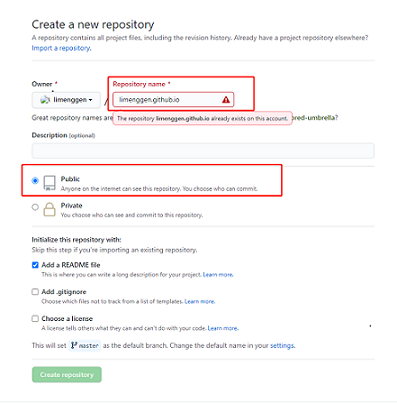 Create a new repository
A repository contains all project files, including the revision history. Already have a project repository elsewhere?
Import a repository.
Owner * Repository name *
limenggen / limenggen.github.io
The repository limenggen.github.io already exists on this account.
Great repository names are ored-umbrella?
Description (optional)
Public
Anyone on the internet can see this repository. You choose who can commit.
Private
You choose who can see and commit to this repository.
Initialize this repository with:
Skip this step if you're importing an existing repository.
Add a README file
This is where you can write a long description for your project. Learn more.
Add .gitignore
Choose which files not to track from a list of templates. Learn more.
Choose a license
A license tells others what they can and can't do with your code. Learn more.
This will set master as the default branch. Change the default name in your settings.
Create repository